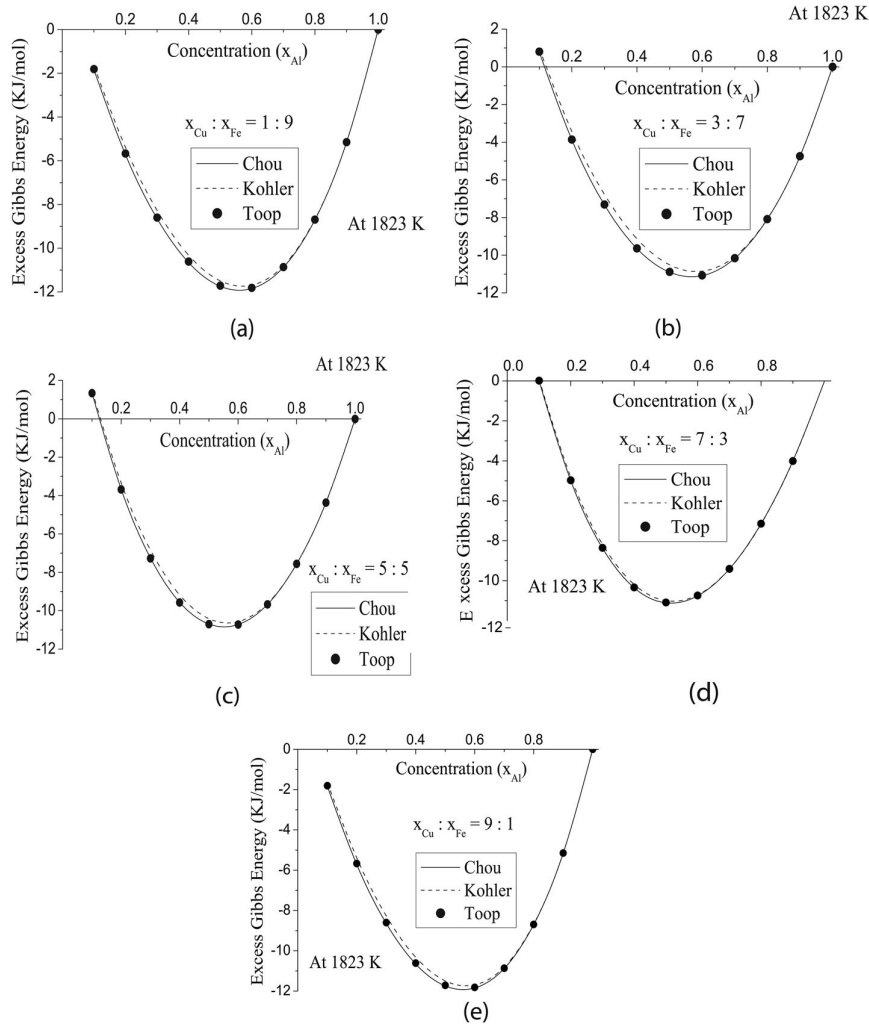 0.2 0.4 0.6 0.8 1.0
Concentration (xAl)
xCu : xFe = 1 : 9
Chou
Kohler
Toop
At 1823 K
0
-2
-4
-6
-8
-10
-12
Excess Gibbs Energy (KJ/mol)
(a)
At 1823 K
0.2 0.4 0.6 0.8 1.0
Concentration (xAl)
xCu : xFe = 3 : 7
Chou
Kohler
Toop
4
2
0
-2
-4
-6
-8
-10
-12
Excess Gibbs Energy (KJ/mol)
(b)
At 1823 K
0.2 0.4 0.6 0.8 1.0
Concentration (xAl)
xCu : xFe = 5 : 5
Chou
Kohler
Toop
2
0
-2
-4
-6
-8
-10
-12
Excess Gibbs Energy (KJ/mol)
(c)
0.0 0.2 0.4 0.6 0.8
Concentration (xAl)
xCu : xFe = 7 : 3
Chou
Kohler
Toop
At 1823 K
0
-2
-4
-6
-8
-10
-12
E xcess Gibbs Energy (KJ/mol)
(d)
0.2 0.4 0.6 0.8
Concentration (xAl)
xCu : xFe = 9 : 1
Chou
Kohler
Toop
At 1823 K
0
-2
-4
-6
-8
-10
-12
Excess Gibbs Energy (KJ/mol)
(e)